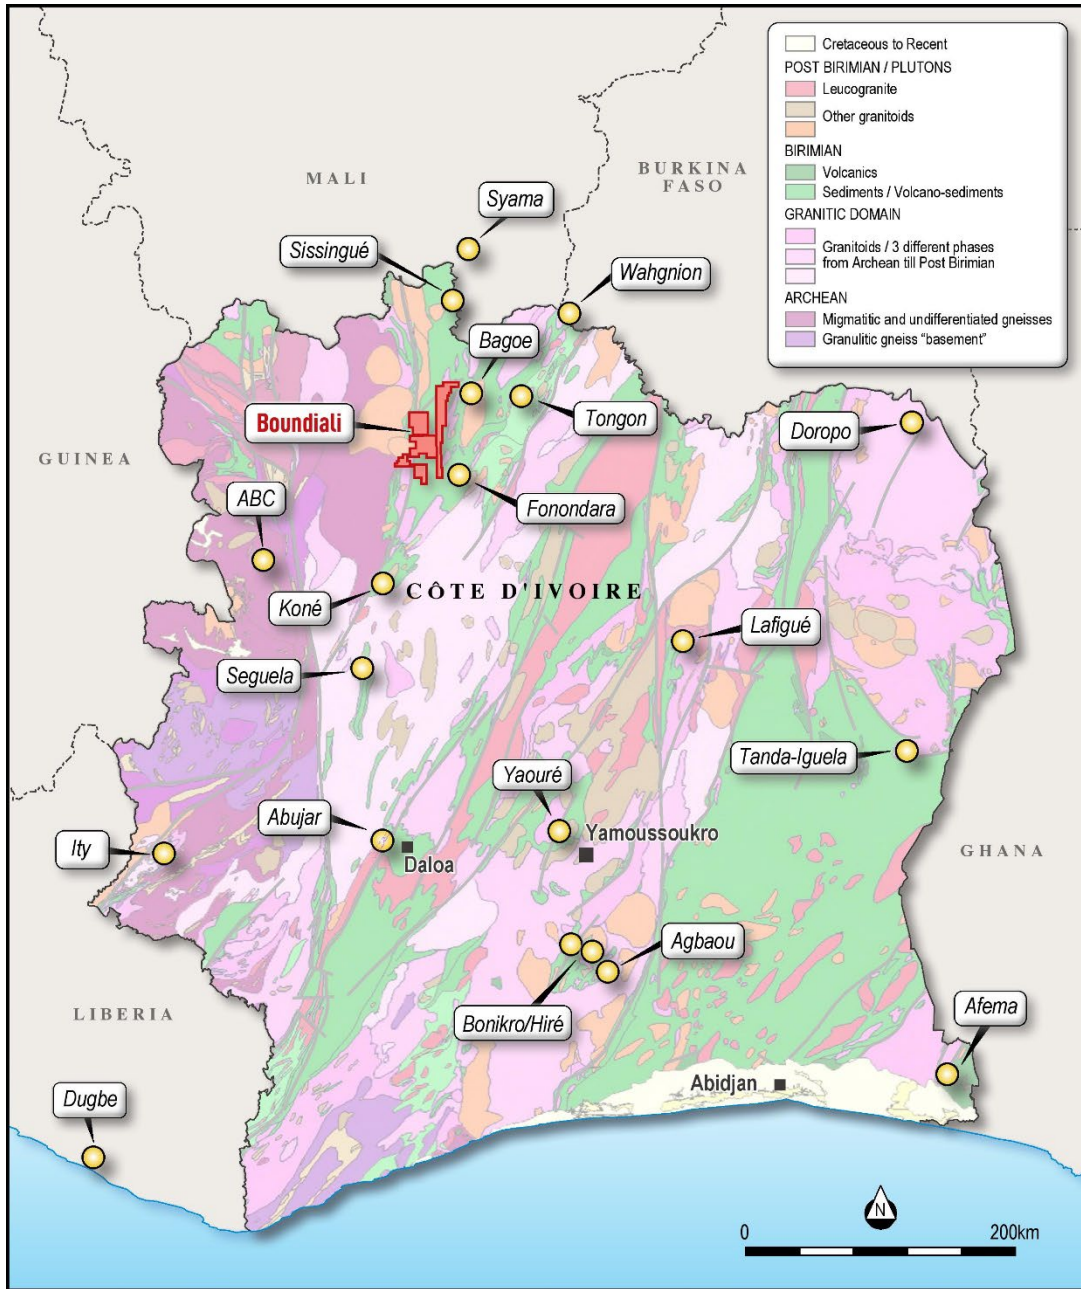 Cretaceous to Recent
POST BIRIMIAN / PLUTONS
Leucogranite
Other granitoids
BIRIMIAN
Volcanics
Sediments / Volcano-sediments
GRANITIC DOMAIN
Granitoids / 3 different phases
from Archean till Post Birimian
ARCHEAN
Migmatitic and undifferentiated gneisses
Granulitic gneiss “basement”
MALI
BURKINA
FASO
Syama
Sissingué
Wahgnion
Bagoe
Boundiali
Tongon
Doropo
GUINEA
ABC
Fonondara
Koné
CÔTE D'IVOIRE
Lafigué
Seguela
Tanda-Iguela
Yaouré
Abujar
Yamoussoukro
Ity
Daloa
GHANA
Agbaou
LIBERIA
Bonikro/Hiré
Afema
Abidjan
Dugbe
N
0
200km